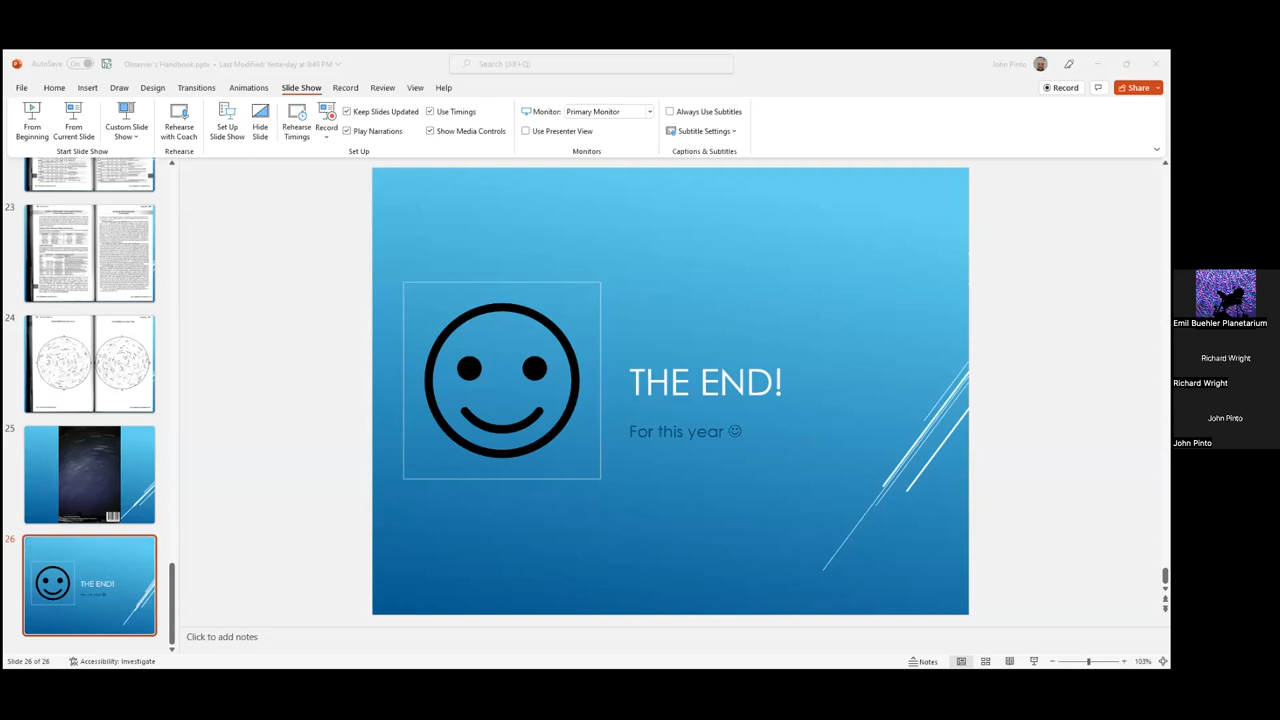 AutoSave On Observer's Handbook.pptx • Last Modified: Yesterday at 8:49 PM Search (Alt+Q) John Pinto
File Home Insert Draw Design Transitions Animations Slide Show Record Review View Help Record Share
From Beginning
From Current Slide
Custom Slide Show
Rehearse with Coach
Set Up Slide Show
Hide Slide
Rehearse Timings
Record
Keep Slides Updated
Play Narrations
Use Timings
Show Media Controls
Monitor: Primary Monitor
Use Presenter View
Always Use Subtitles
Subtitle Settings
Start Slide Show Rehearse Set Up Monitors Captions & Subtitles
23
24
25
26
THE END!
THE END!
For this year ☺
Emil Buehler Planetarium
Richard Wright
Richard Wright
John Pinto
John Pinto
Click to add notes
Slide 26 of 26 Accessibility: Investigate Notes 103%